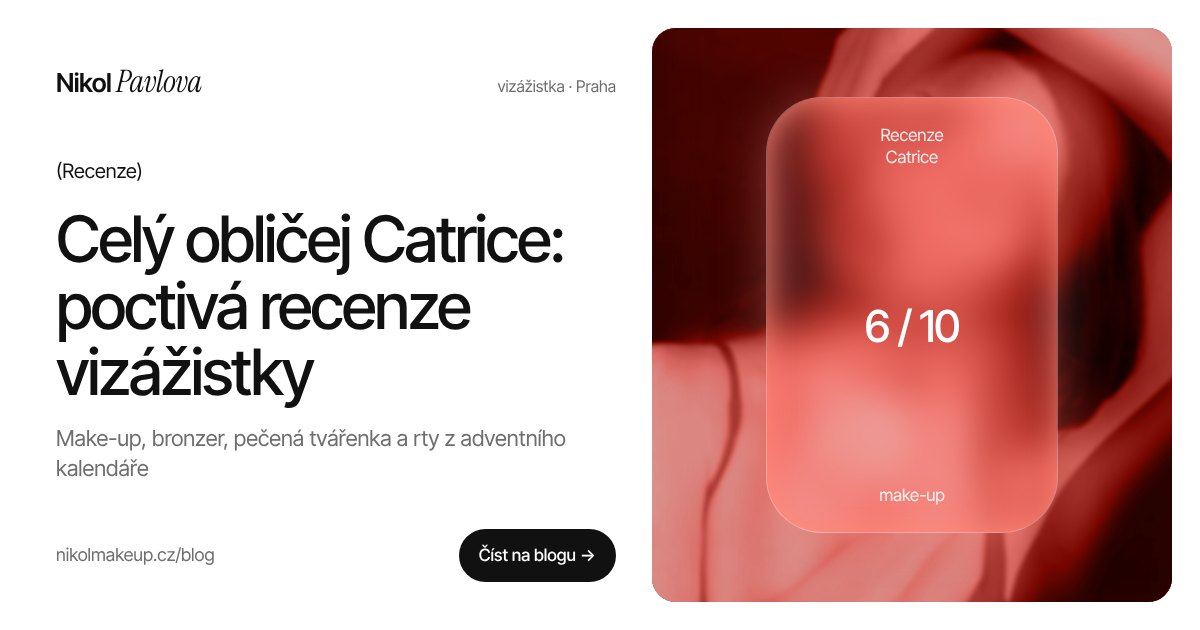 Nikol Pavlova
vizážistka · Praha
(Recenze)
Celý obličej Catrice:
poctivá recenze
vizážistky
Make-up, bronzer, pečená tvářenka a rty z adventního
kalendáře
nikolmakeup.cz/blog
Číst na blogu →
Recenze
Catrice
6 / 10
make-up